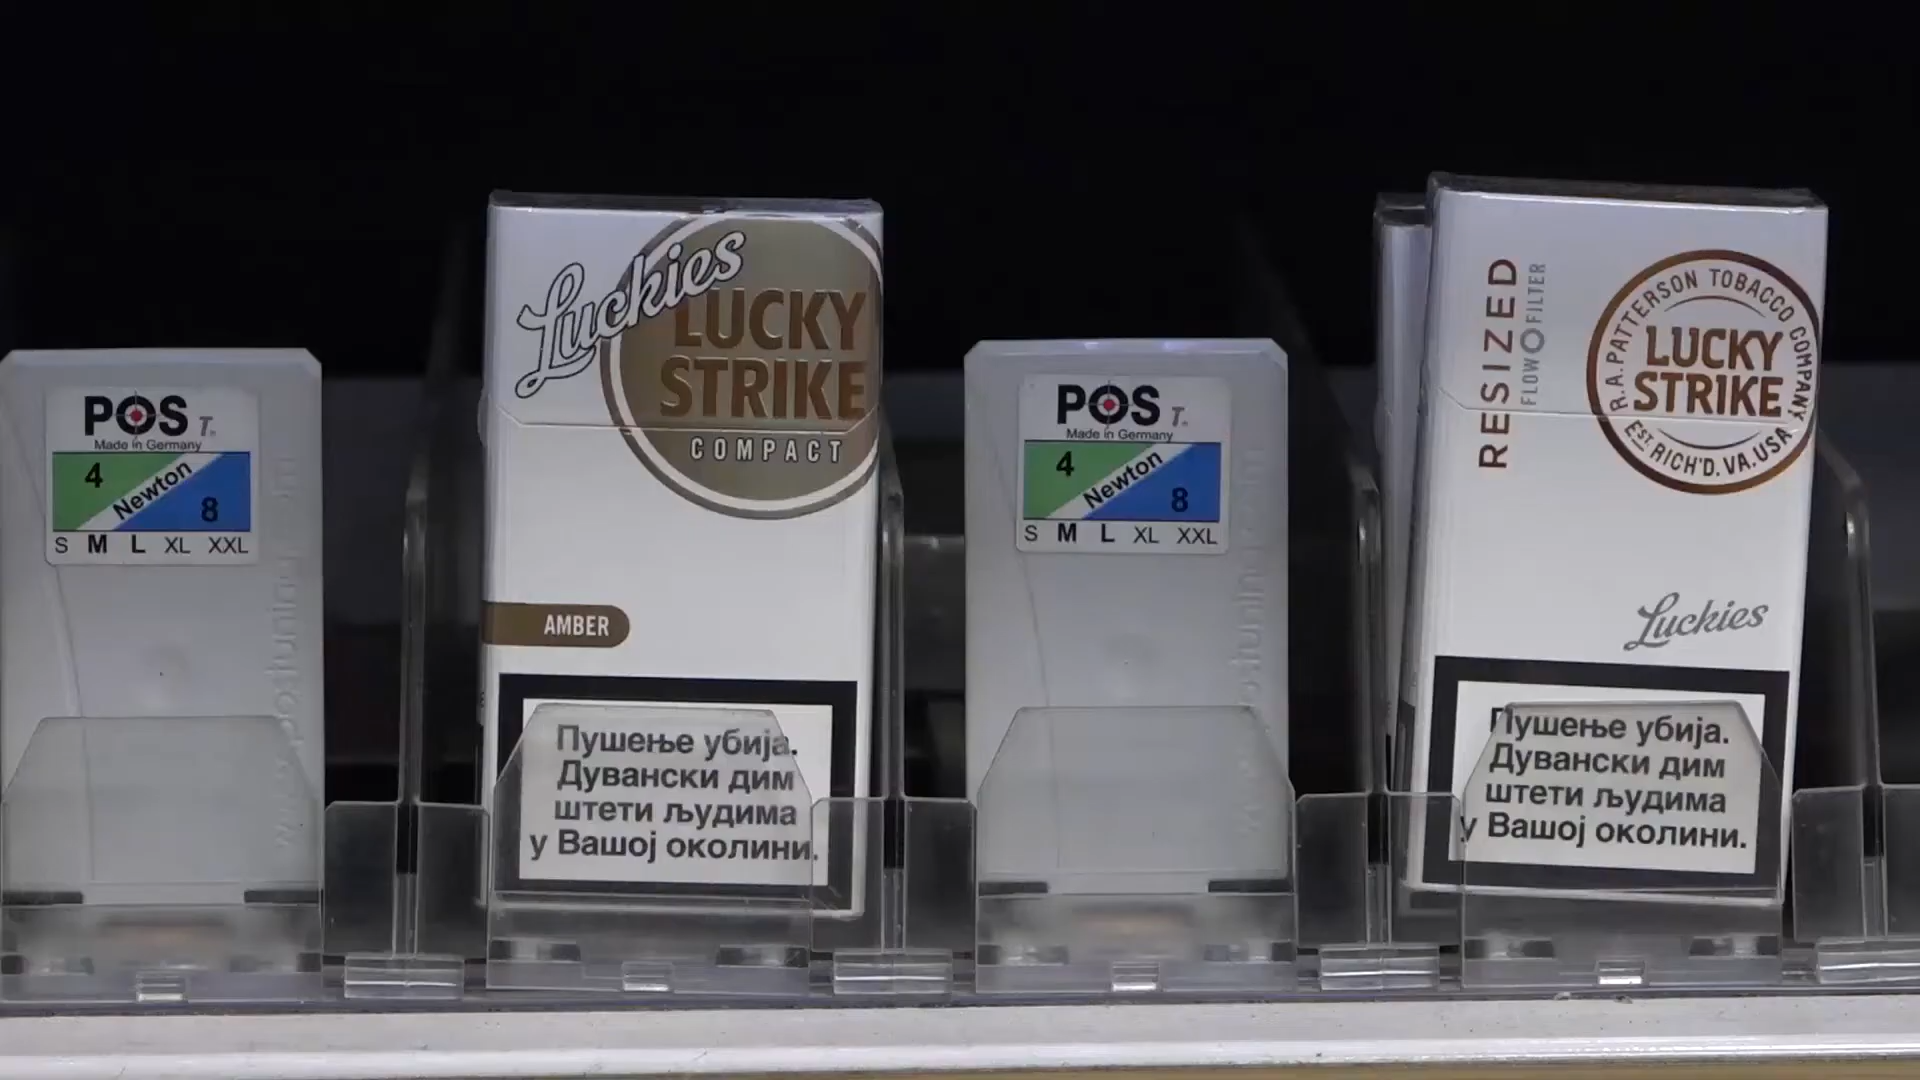 POS T.
Made in Germany
4 Newton 8
S M L XL XXL
Luckies
LUCKY
STRIKE
COMPACT
AMBER
Пушење убија.
Дувански дим
штети људима
у Вашој околини.
POS T.
Made in Germany
4 Newton 8
S M L XL XXL
RESIZED
FLOW FILTER
R.A.PATTERSON TOBACCO COMPANY
LUCKY
STRIKE
EST. RICH'D. VA. USA
Luckies
Пушење убија.
Дувански дим
штети људима
у Вашој околини.